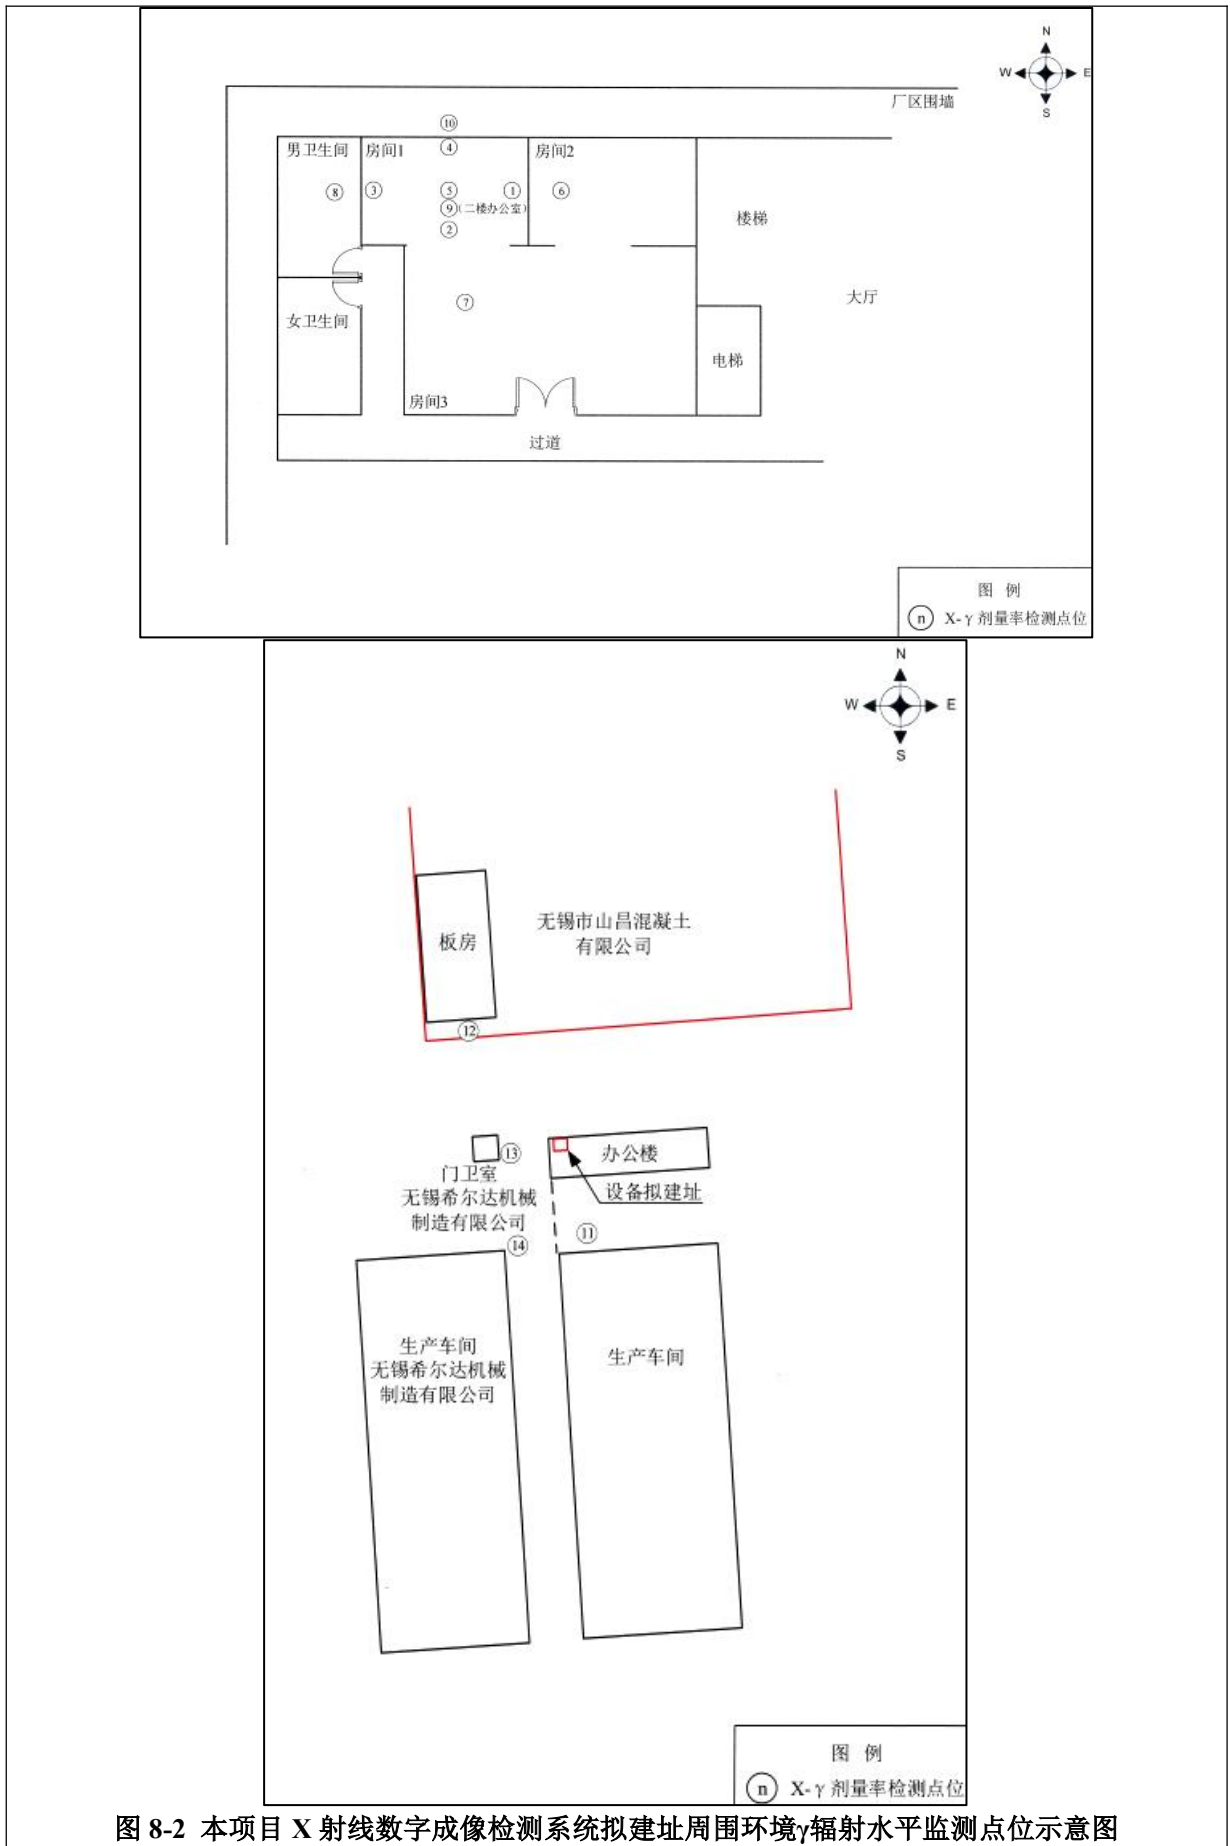 N
W E
S
厂区围墙
⑩
男卫生间 房间1 ④ 房间2
⑧ ③ ⑤ ① ⑥
⑨(二楼办公室)
②
楼梯
⑦
大厅
女卫生间
电梯
房间3
过道
图 例
n X-γ剂量率检测点位
N
W E
S
无锡市山昌混凝土
有限公司
板房
⑫
⑬
办公楼
门卫室
无锡希尔达机械
制造有限公司
设备拟建址
⑪
⑭
生产车间
无锡希尔达机械
制造有限公司
生产车间
图 例
n X-γ剂量率检测点位
图 8-2 本项目 X 射线数字成像检测系统拟建址周围环境γ辐射水平监测点位示意图